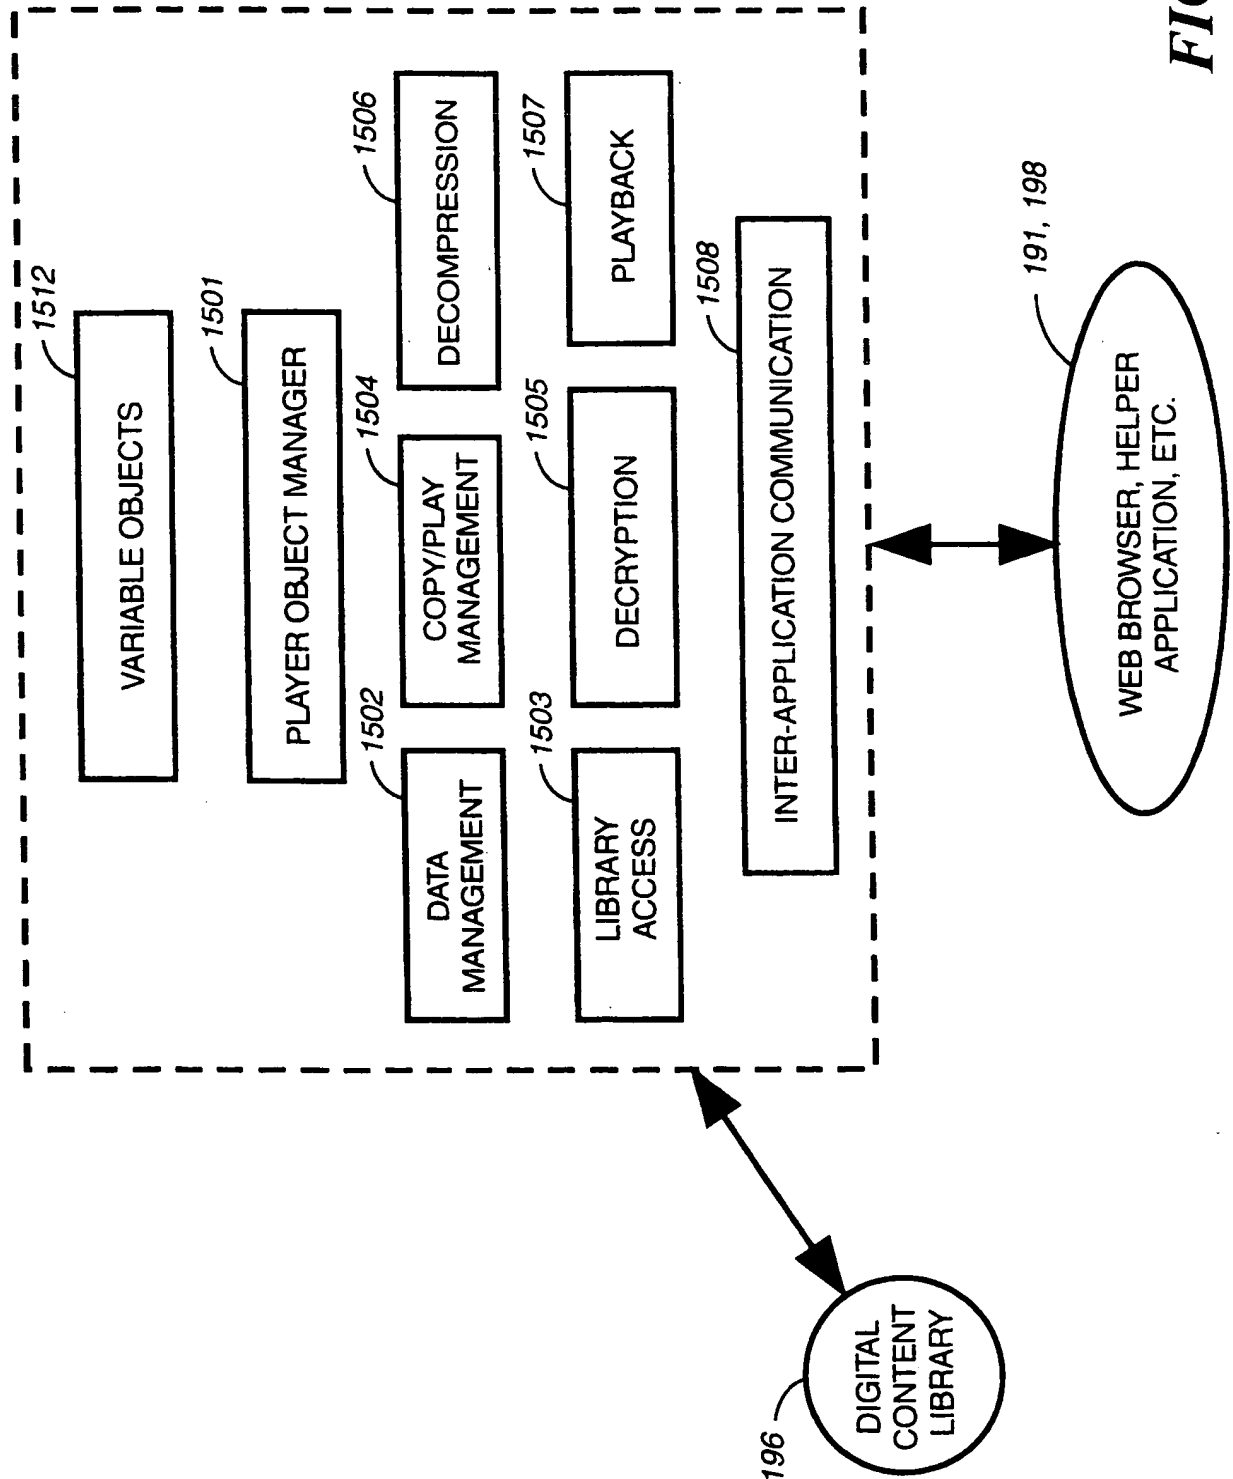 1512
VARIABLE OBJECTS
1501
PLAYER OBJECT MANAGER
1502
DATA
MANAGEMENT
1504
COPY/PLAY
MANAGEMENT
1506
DECOMPRESSION
1503
LIBRARY
ACCESS
1505
DECRYPTION
1507
PLAYBACK
1508
INTER-APPLICATION COMMUNICATION
196
DIGITAL
CONTENT
LIBRARY
191, 198
WEB BROWSER, HELPER
APPLICATION, ETC.